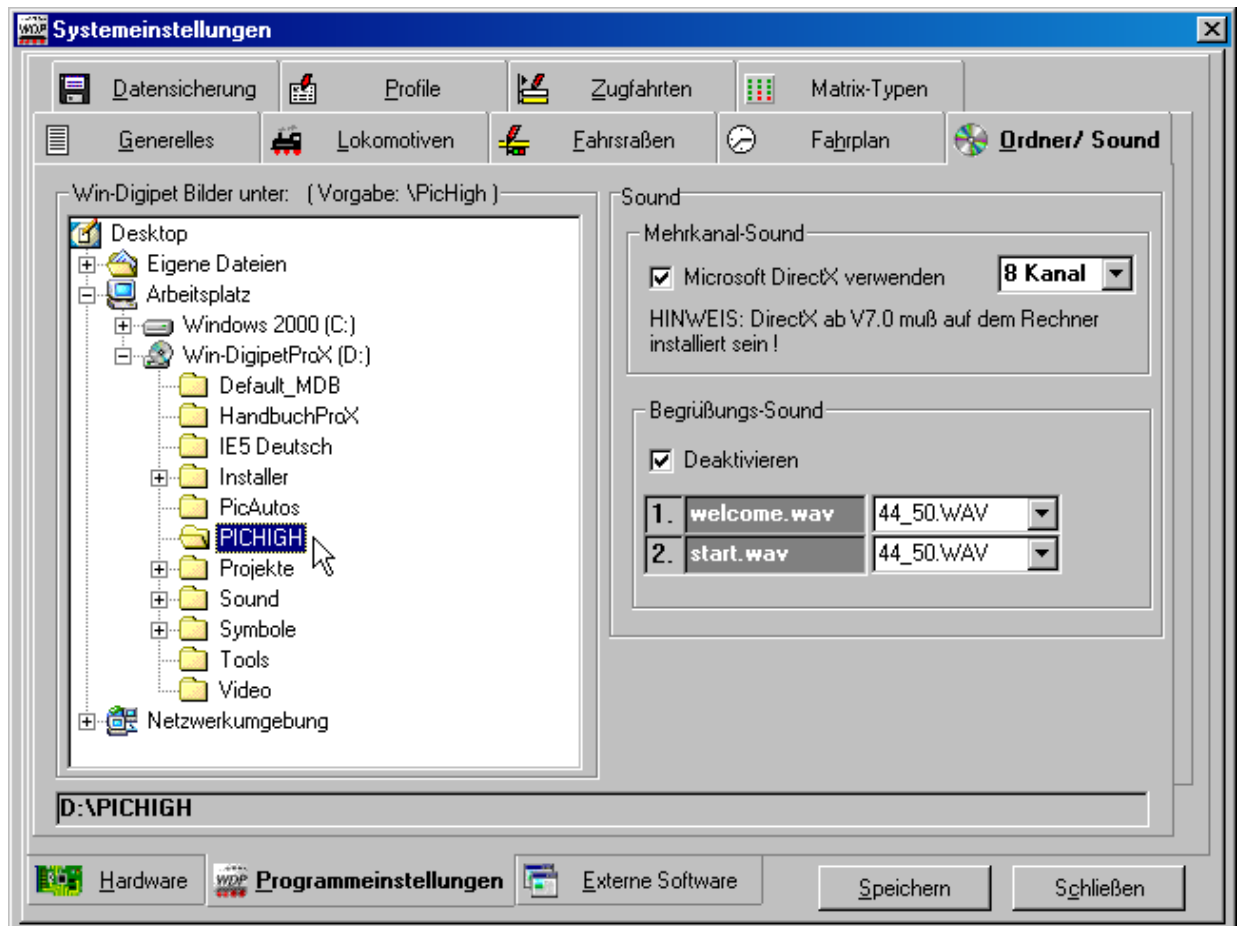 WDP Systemeinstellungen
Datensicherung Profile Zugfahrten Matrix-Typen
Generelles Lokomotiven Fahrsraßen Fahrplan Ordner/ Sound
Win-Digipet Bilder unter: ( Vorgabe: \PicHigh )
Desktop
Eigene Dateien
Arbeitsplatz
Windows 2000 (C:)
Win-DigipetProX (D:)
Default_MDB
HandbuchProX
IE5 Deutsch
Installer
PicAutos
PICHIGH
Projekte
Sound
Symbole
Tools
Video
Netzwerkumgebung
Sound
Mehrkanal-Sound
Microsoft DirectX verwenden 8 Kanal
HINWEIS: DirectX ab V7.0 muß auf dem Rechner
installiert sein !
Begrüßungs-Sound
Deaktivieren
1. welcome.wav 44_50.WAV
2. start.wav 44_50.WAV
D:\PICHIGH
Hardware WDP Programmeinstellungen Externe Software Speichern Schließen